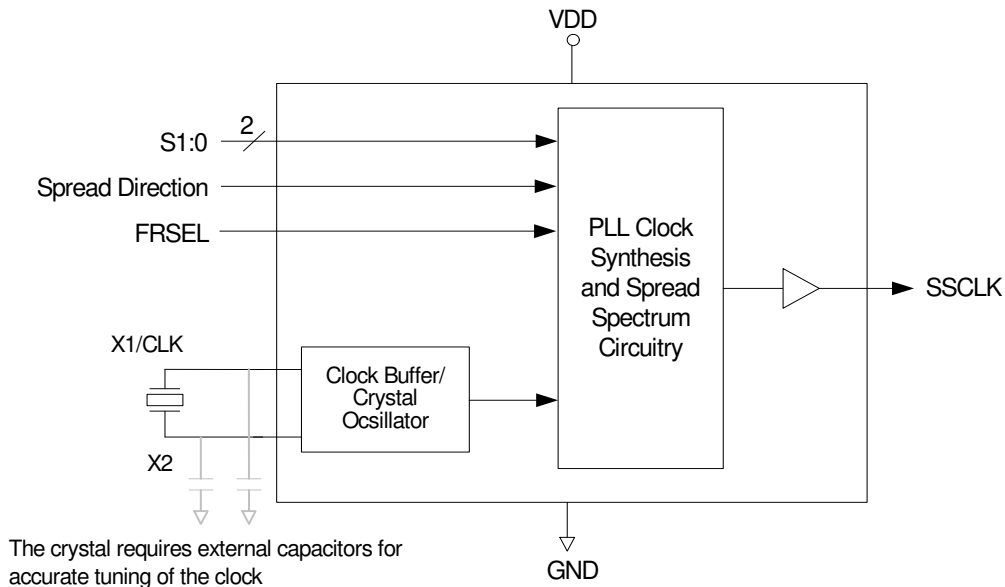 VDD
2
S1:0
Spread Direction
FRSEL
PLL Clock
Synthesis
and Spread
Spectrum
Circuitry
SSCLK
X1/CLK
Clock Buffer/
Crystal
Ocsillator
X2
The crystal requires external capacitors for
accurate tuning of the clock
GND